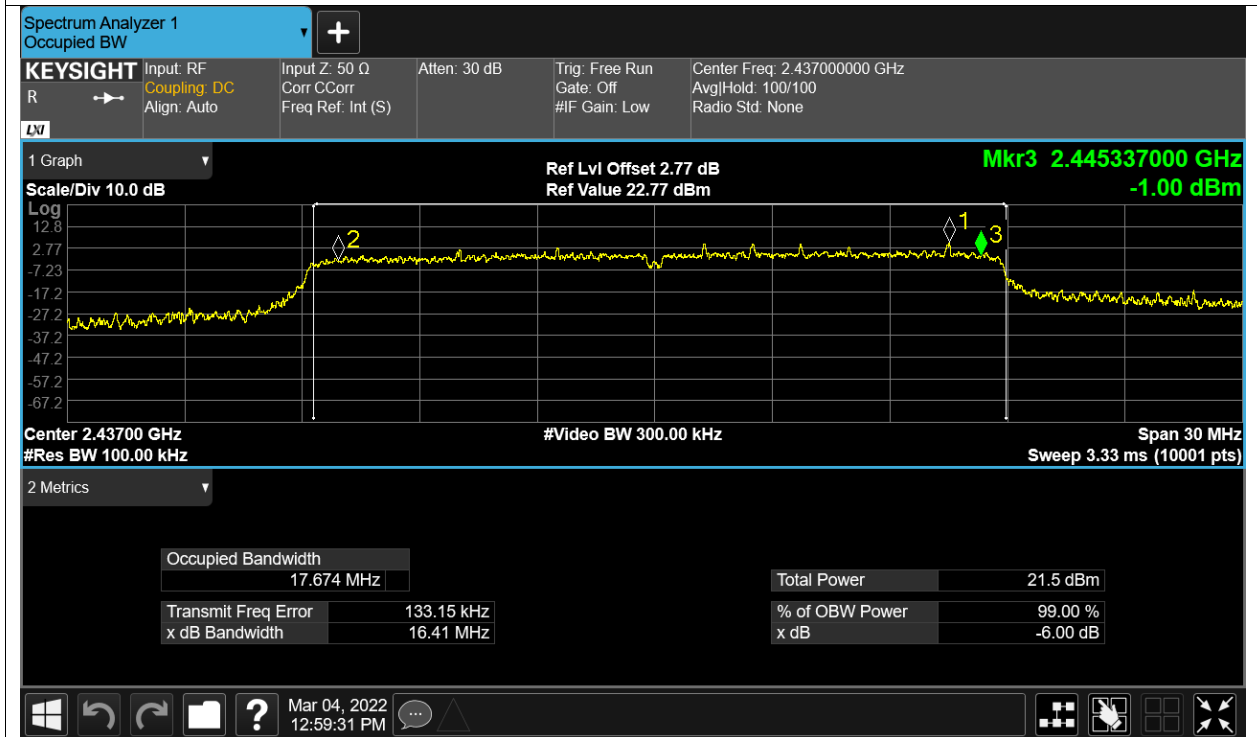 Spectrum Analyzer 1
Occupied BW
+
KEYSIGHT
R
LXI
Input: RF
Coupling: DC
Align: Auto
Input Z: 50 Ω
Corr CCorr
Freq Ref: Int (S)
Atten: 30 dB
Trig: Free Run
Gate: Off
#IF Gain: Low
Center Freq: 2.437000000 GHz
Avg|Hold: 100/100
Radio Std: None
1 Graph
Scale/Div 10.0 dB
Ref Lvl Offset 2.77 dB
Ref Value 22.77 dBm
Mkr3 2.445337000 GHz
-1.00 dBm
Log
12.8
2.77
-7.23
-17.2
-27.2
-37.2
-47.2
-57.2
-67.2
2
1
3
Center 2.43700 GHz
#Res BW 100.00 kHz
#Video BW 300.00 kHz
Span 30 MHz
Sweep 3.33 ms (10001 pts)
2 Metrics
Occupied Bandwidth
17.674 MHz
Transmit Freq Error 133.15 kHz
x dB Bandwidth 16.41 MHz
Total Power 21.5 dBm
% of OBW Power 99.00 %
x dB -6.00 dB
?
Mar 04, 2022
12:59:31 PM